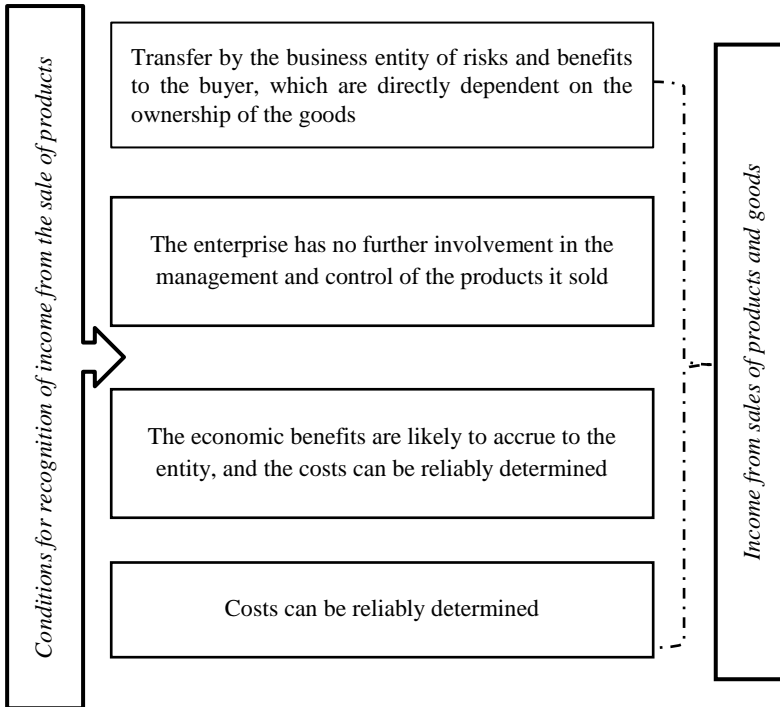 Conditions for recognition of income from the sale of products
Transfer by the business entity of risks and benefits
to the buyer, which are directly dependent on the
ownership of the goods
The enterprise has no further involvement in the
management and control of the products it sold
The economic benefits are likely to accrue to the
entity, and the costs can be reliably determined
Costs can be reliably determined
Income from sales of products and goods